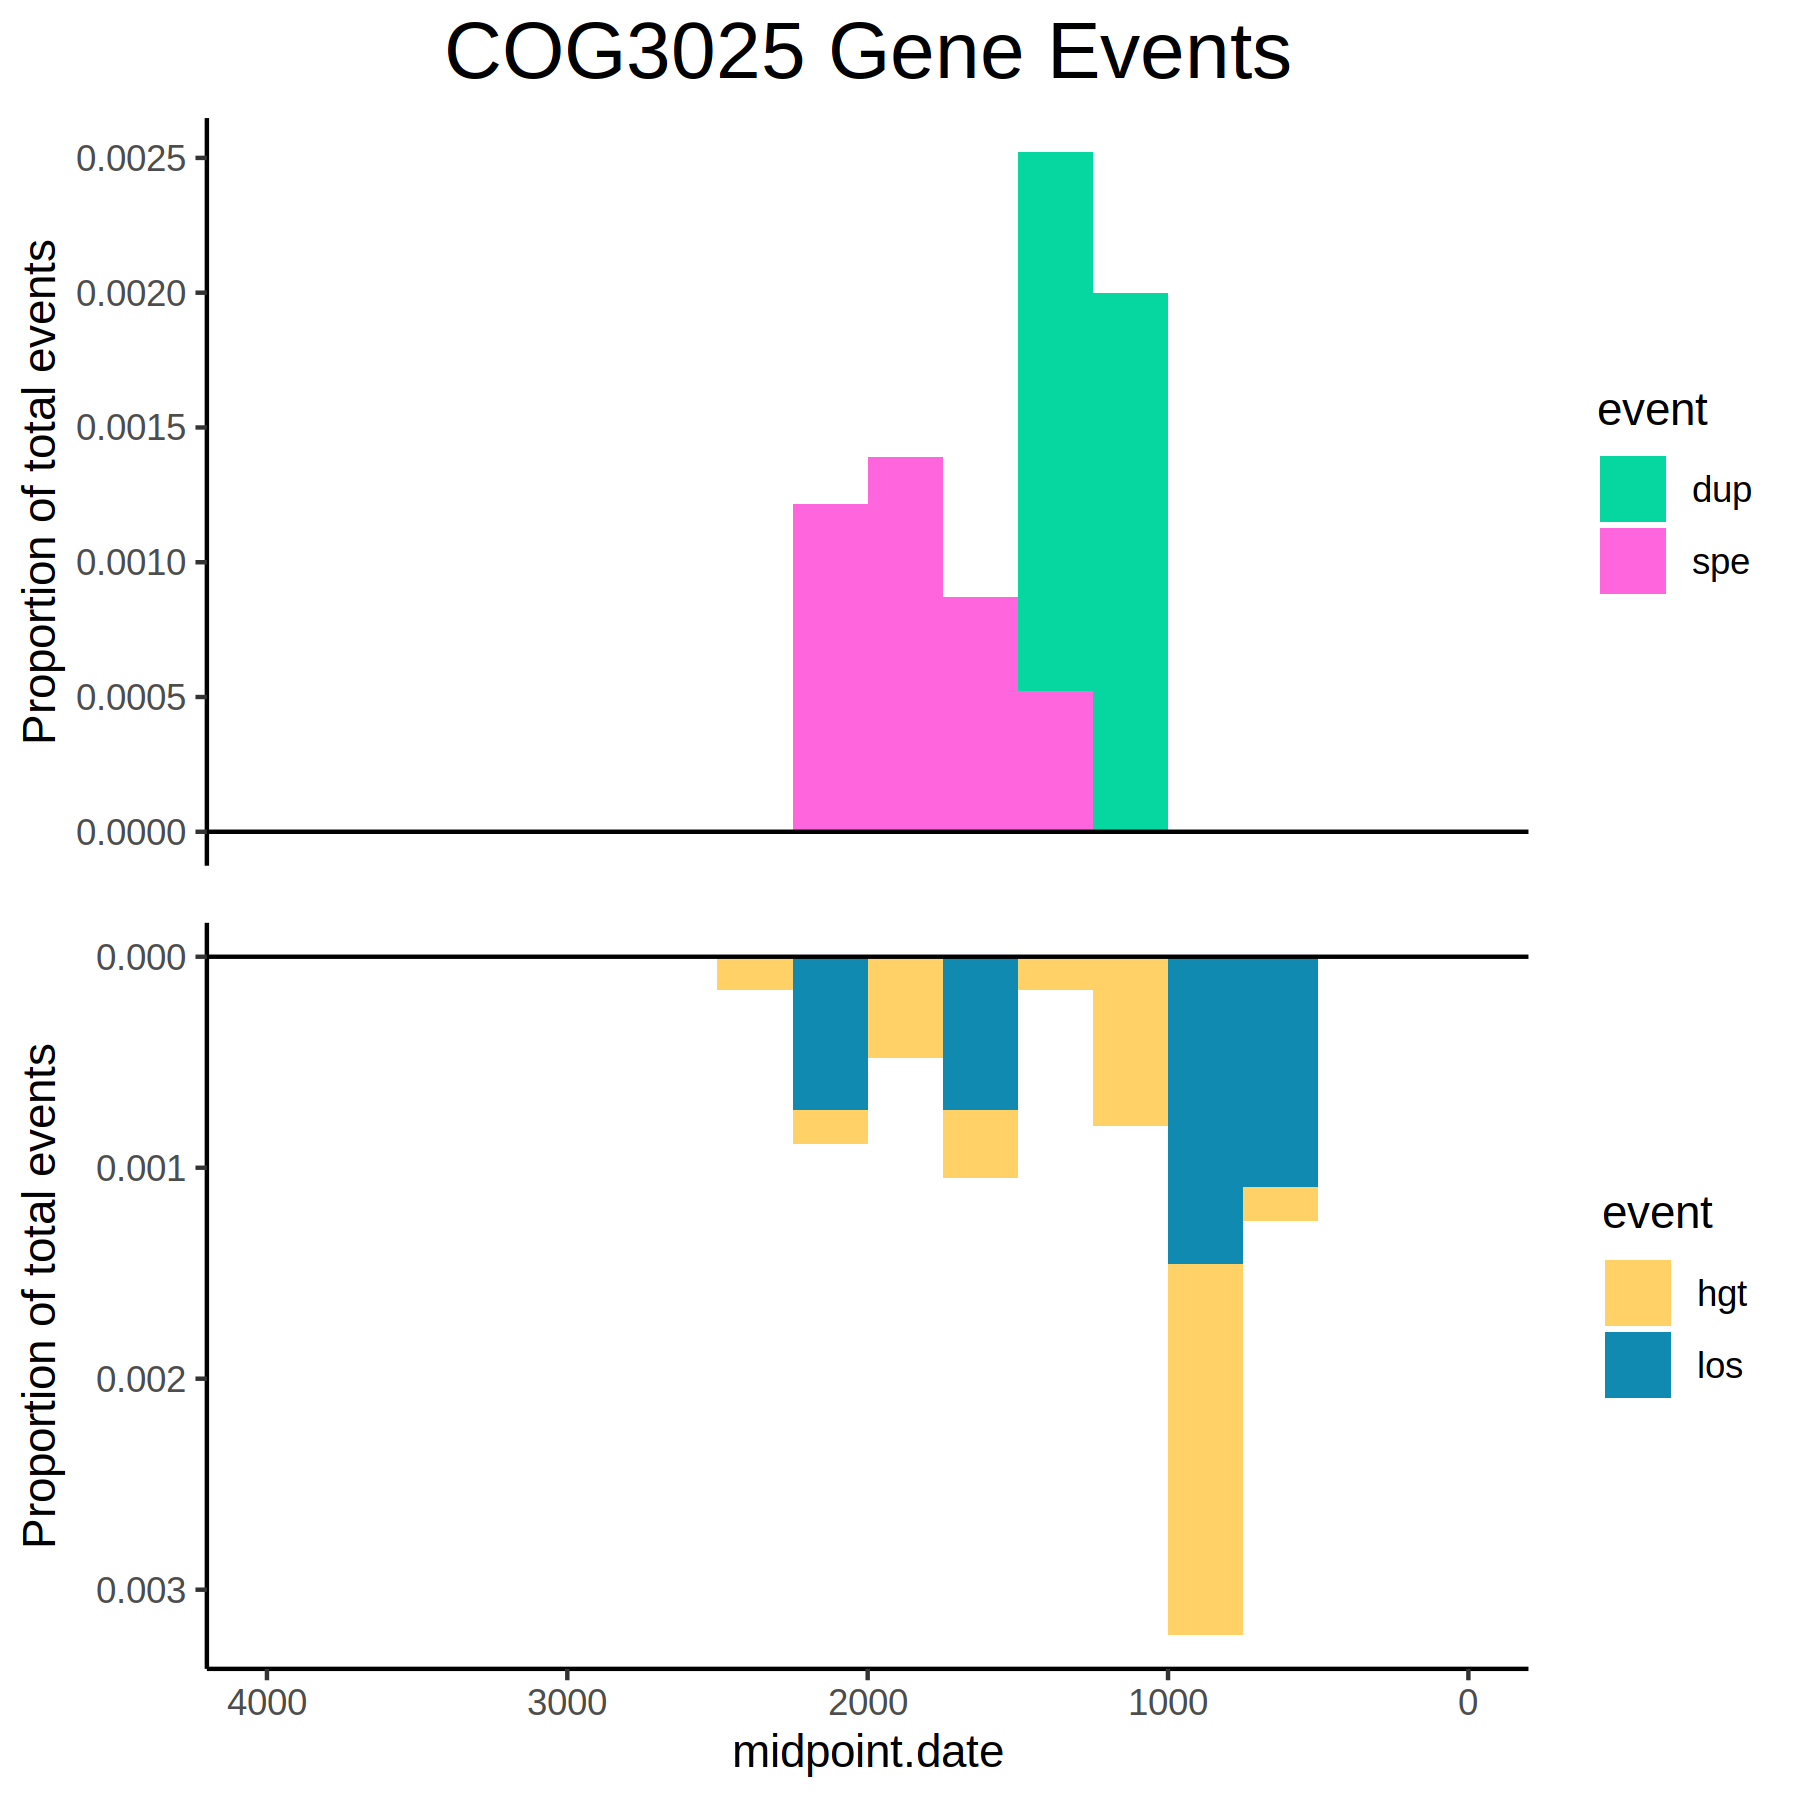 COG3025 Gene Events
Proportion of total events
0.0025
0.0020
0.0015
0.0010
0.0005
0.0000
event
dup
spe
Proportion of total events
0.000
0.001
0.002
0.003
event
hgt
los
4000 3000 2000 1000 0
midpoint.date